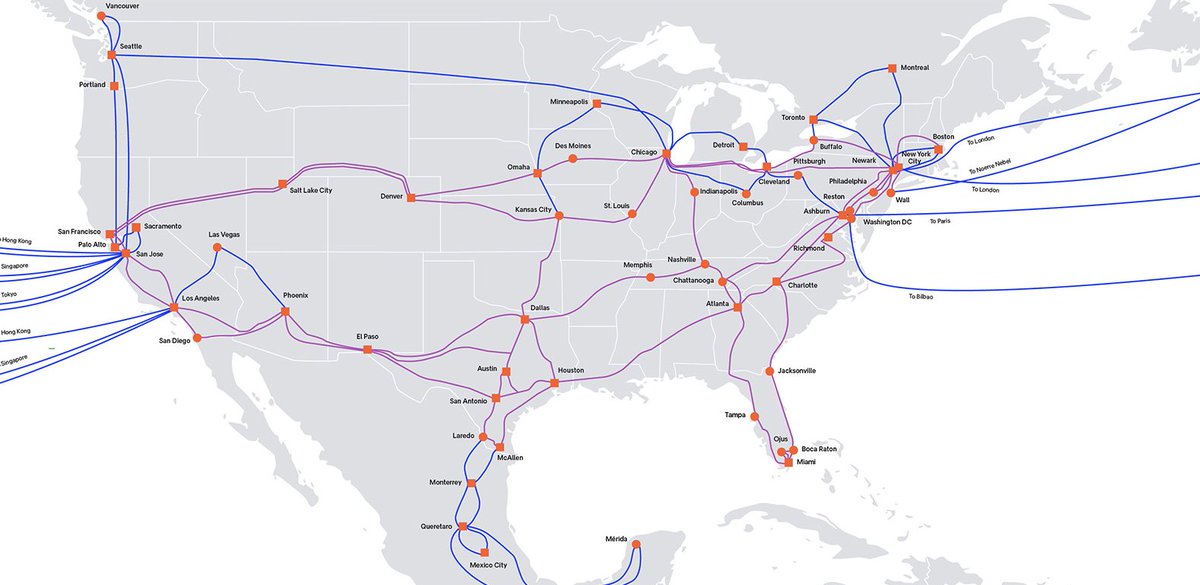 Vancouver
Seattle
Portland
Minneapolis
Montreal
Toronto
Boston
Des Moines
Chicago
Detroit
Buffalo
To London
New York
City
Newark
Pittsburgh
Omaha
Cleveland
To Norre Nebel
Philadelphia
Salt Lake City
Denver
Indianapolis
Columbus
Reston
Wall
To London
Kansas City
St. Louis
Ashburn
Washington DC
To Paris
San Francisco
Sacramento
Palo Alto
Las Vegas
Hong Kong
San Jose
Richmond
Singapore
Memphis
Nashville
Chattanooga
Charlotte
Tokyo
Los Angeles
Phoenix
Dallas
Atlanta
To Bilbao
Hong Kong
San Diego
El Paso
Singapore
Austin
Houston
Jacksonville
San Antonio
Tampa
Laredo
Ojus
Boca Raton
McAllen
Miami
Monterrey
Queretaro
Mérida
Mexico City